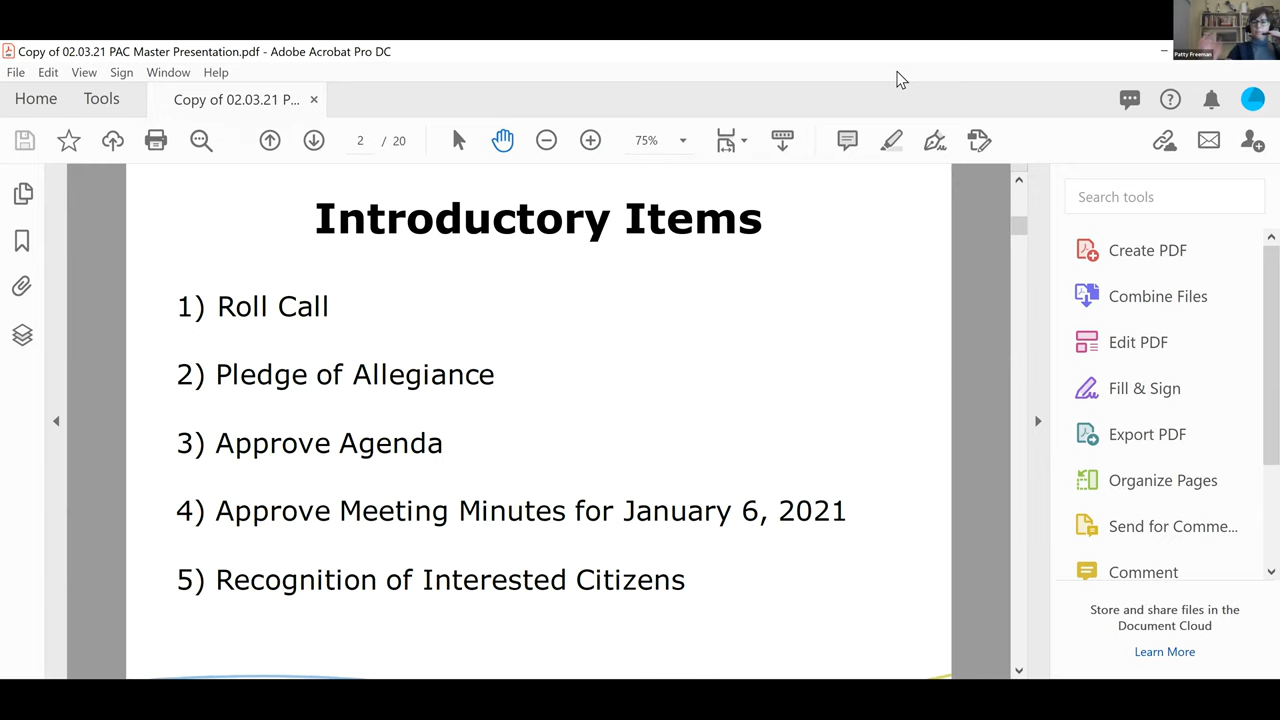 Patty Freeman
Copy of 02.03.21 PAC Master Presentation.pdf - Adobe Acrobat Pro DC
File Edit View Sign Window Help
Home Tools Copy of 02.03.21 P... ×
2 / 20 75%
Introductory Items
1) Roll Call
2) Pledge of Allegiance
3) Approve Agenda
4) Approve Meeting Minutes for January 6, 2021
5) Recognition of Interested Citizens
Search tools
Create PDF
Combine Files
Edit PDF
Fill & Sign
Export PDF
Organize Pages
Send for Comme...
Comment
Store and share files in the
Document Cloud
Learn More